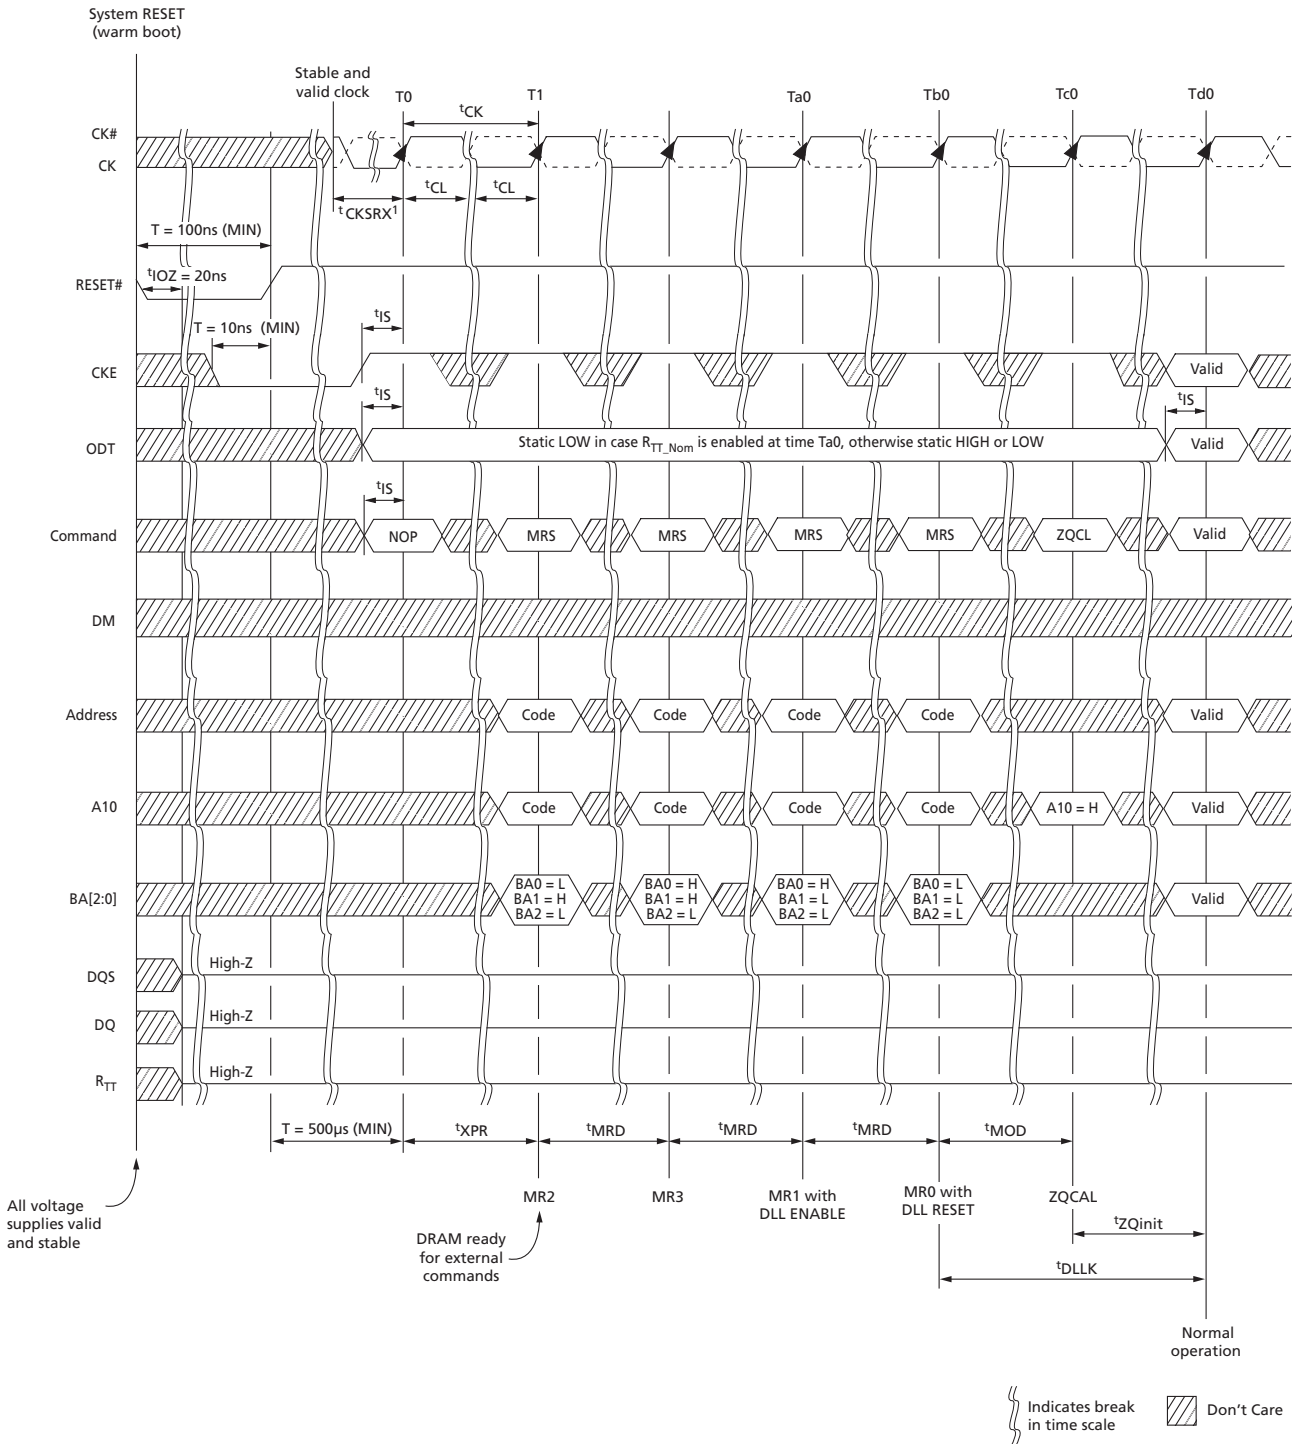 System RESET
(warm boot)
Stable and
valid clock
T0
T1
Ta0
Tb0
Tc0
Td0
tCK
CK#
CK
tCKSRX1
tCL
tCL
T = 100ns (MIN)
tIOZ = 20ns
RESET#
T = 10ns (MIN)
tIS
CKE
Valid
tIS
tIS
ODT
Static LOW in case RTT_Nom is enabled at time Ta0, otherwise static HIGH or LOW
Valid
tIS
Command
NOP
MRS
MRS
MRS
MRS
ZQCL
Valid
DM
Address
Code
Code
Code
Code
Valid
A10
Code
Code
Code
Code
A10 = H
Valid
BA[2:0]
BA0 = L
BA1 = H
BA2 = L
BA0 = H
BA1 = H
BA2 = L
BA0 = H
BA1 = L
BA2 = L
BA0 = L
BA1 = L
BA2 = L
Valid
DQS
High-Z
DQ
High-Z
RTT
High-Z
T = 500µs (MIN)
tXPR
tMRD
tMRD
tMRD
tMOD
All voltage
supplies valid
and stable
MR2
MR3
MR1 with
DLL ENABLE
MR0 with
DLL RESET
ZQCAL
DRAM ready
for external
commands
tZQinit
tDLLK
Normal
operation
Indicates break
in time scale
Don't Care